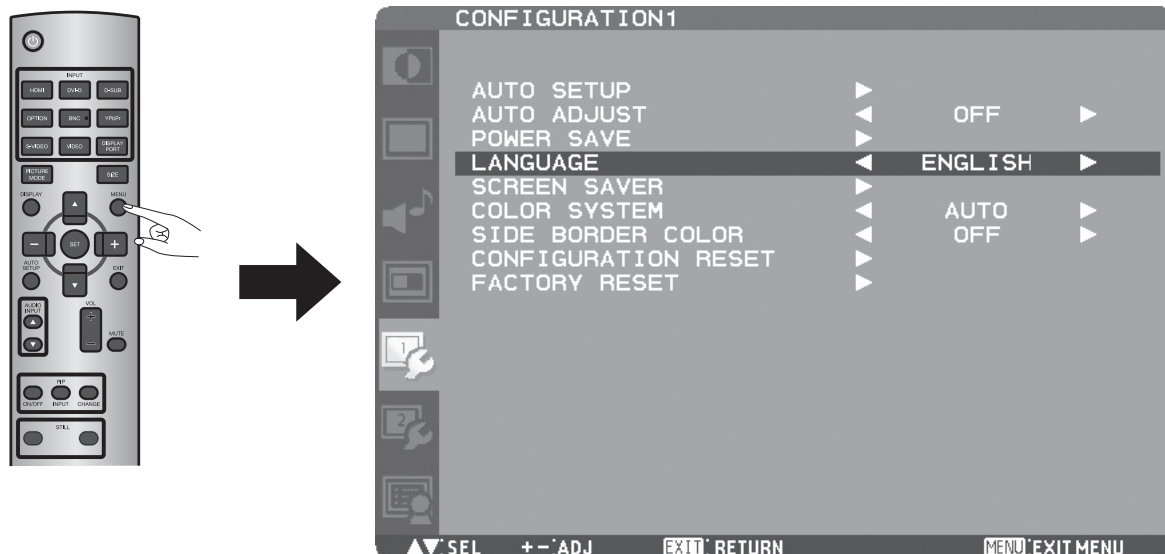 INPUT
HDMI DVI-D D-SUB
OPTION BNC YPbPr
S-VIDEO VIDEO DISPLAY PORT
PICTURE MODE SIZE
DISPLAY MENU
SET
AUTO SETUP EXIT
AUDIO INPUT VOL
MUTE
PIP
ON/OFF INPUT CHANGE
STILL
CONFIGURATION1
AUTO SETUP ▶
AUTO ADJUST ◀ OFF ▶
POWER SAVE ▶
LANGUAGE ◀ ENGLISH ▶
SCREEN SAVER ▶
COLOR SYSTEM ◀ AUTO ▶
SIDE BORDER COLOR ◀ OFF ▶
CONFIGURATION RESET ▶
FACTORY RESET ▶
1
2
▲▼:SEL +-:ADJ EXIT:RETURN MENU:EXIT MENU